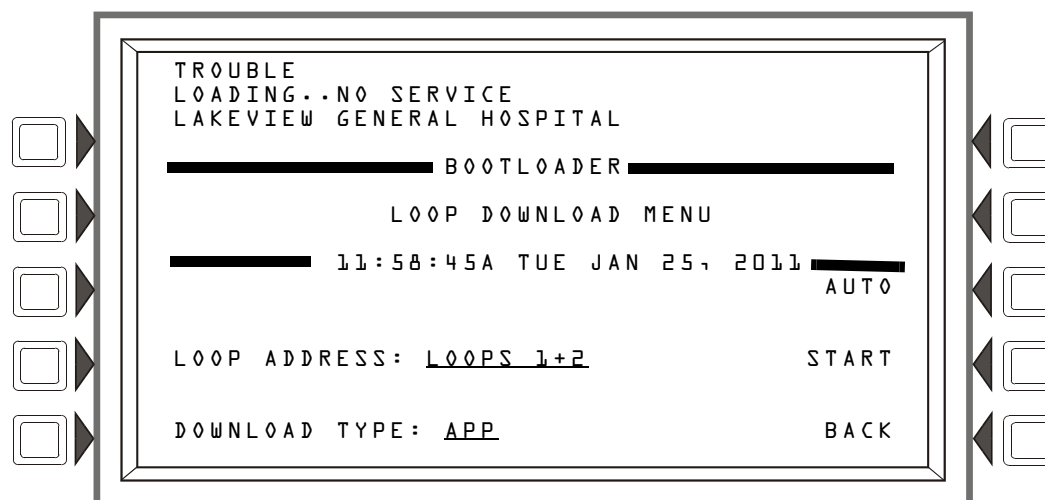 TROUBLE
LOADING..NO SERVICE
LAKEVIEW GENERAL HOSPITAL
BOOTLOADER
LOOP DOWNLOAD MENU
11:58:45A TUE JAN 25, 2011
AUTO
LOOP ADDRESS: LOOPS 1+2 START
DOWNLOAD TYPE: APP BACK